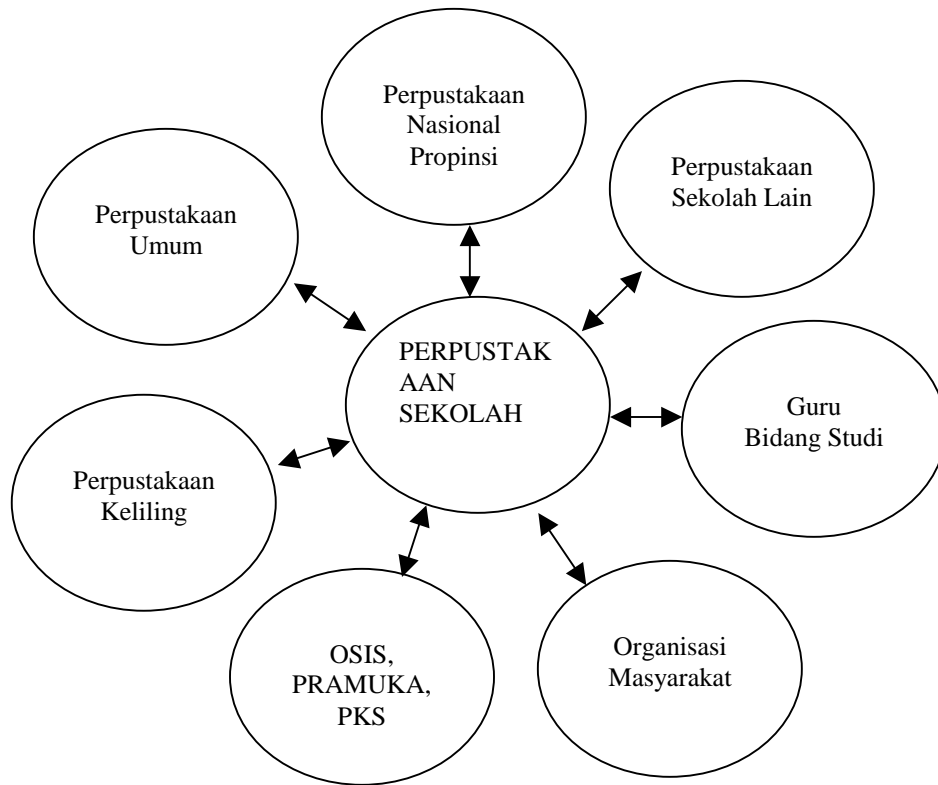 Perpustakaan
Nasional
Propinsi
Perpustakaan
Sekolah Lain
Perpustakaan
Umum
PERPUSTAK
AAN
SEKOLAH
Guru
Bidang Studi
Perpustakaan
Keliling
OSIS,
PRAMUKA,
PKS
Organisasi
Masyarakat